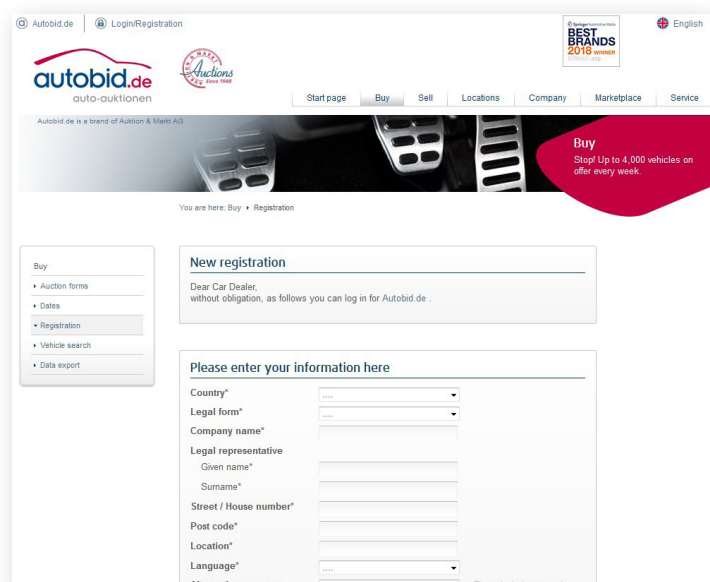 Autobid.de
Login/Registration
Springer Automotive Media
BEST
BRANDS
2018 WINNER
English
autobid.de
auto-auktionen
AUKTION & MARKT
Auctions
Since 1988
Start page
Buy
Sell
Locations
Company
Marketplace
Service
Autobid.de is a brand of Auktion & Markt AG
Buy
Stop! Up to 4,000 vehicles on
offer every week.
You are here: Buy ▸ Registration
Buy
Auction forms
Dates
Registration
Vehicle search
Data export
New registration
Dear Car Dealer,
without obligation, as follows you can log in for Autobid.de .
Please enter your information here
Country* ....
Legal form* ....
Company name*
Legal representative
Given name*
Surname*
Street / House number*
Post code*
Location*
Language* ....